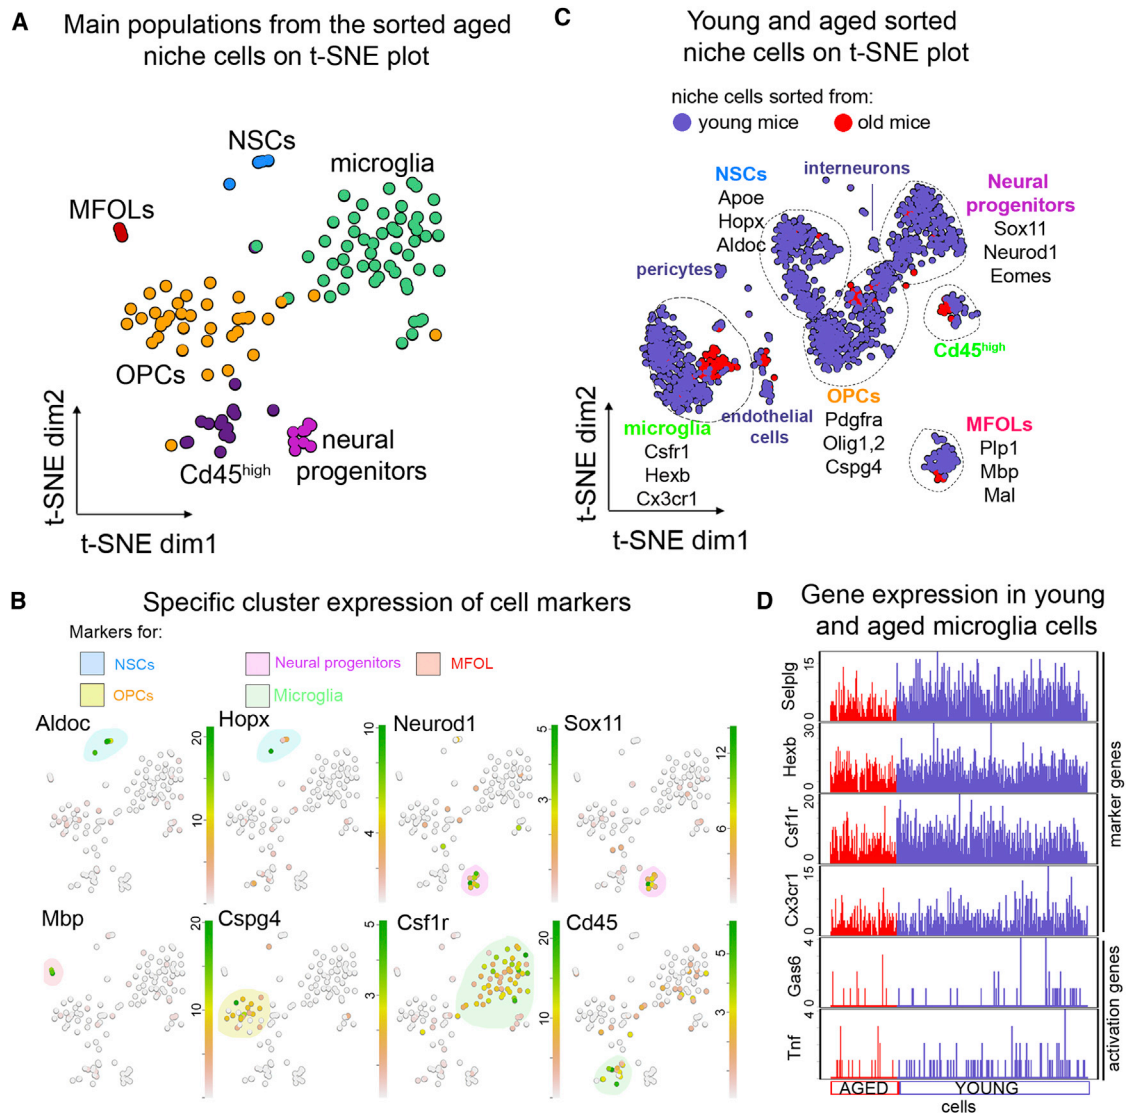 A
Main populations from the sorted aged
niche cells on t-SNE plot
NSCs
microglia
MFOLs
OPCs
neural
progenitors
Cd45high
t-SNE dim2
t-SNE dim1
C
Young and aged sorted
niche cells on t-SNE plot
niche cells sorted from:
young mice
old mice
interneurons
NSCs
Apoe
Hopx
Aldoc
Neural
progenitors
Sox11
Neurod1
Eomes
pericytes
Cd45high
OPCs
Pdgfra
Olig1,2
Cspg4
endothelial
cells
microglia
Csfr1
Hexb
Cx3cr1
MFOLs
Plp1
Mbp
Mal
t-SNE dim2
t-SNE dim1
B
Specific cluster expression of cell markers
Markers for:
NSCs
Neural progenitors
MFOL
OPCs
Microglia
Aldoc
20
10
Hopx
10
4
Neurod1
5
3
Sox11
12
6
Mbp
20
10
Cspg4
5
3
Csf1r
20
10
Cd45
5
3
D
Gene expression in young
and aged microglia cells
Selplg
15
0
Hexb
30
0
Csf1r
20
0
Cx3cr1
15
0
Gas6
4
0
Tnf
4
0
marker genes
activation genes
AGED
YOUNG
cells